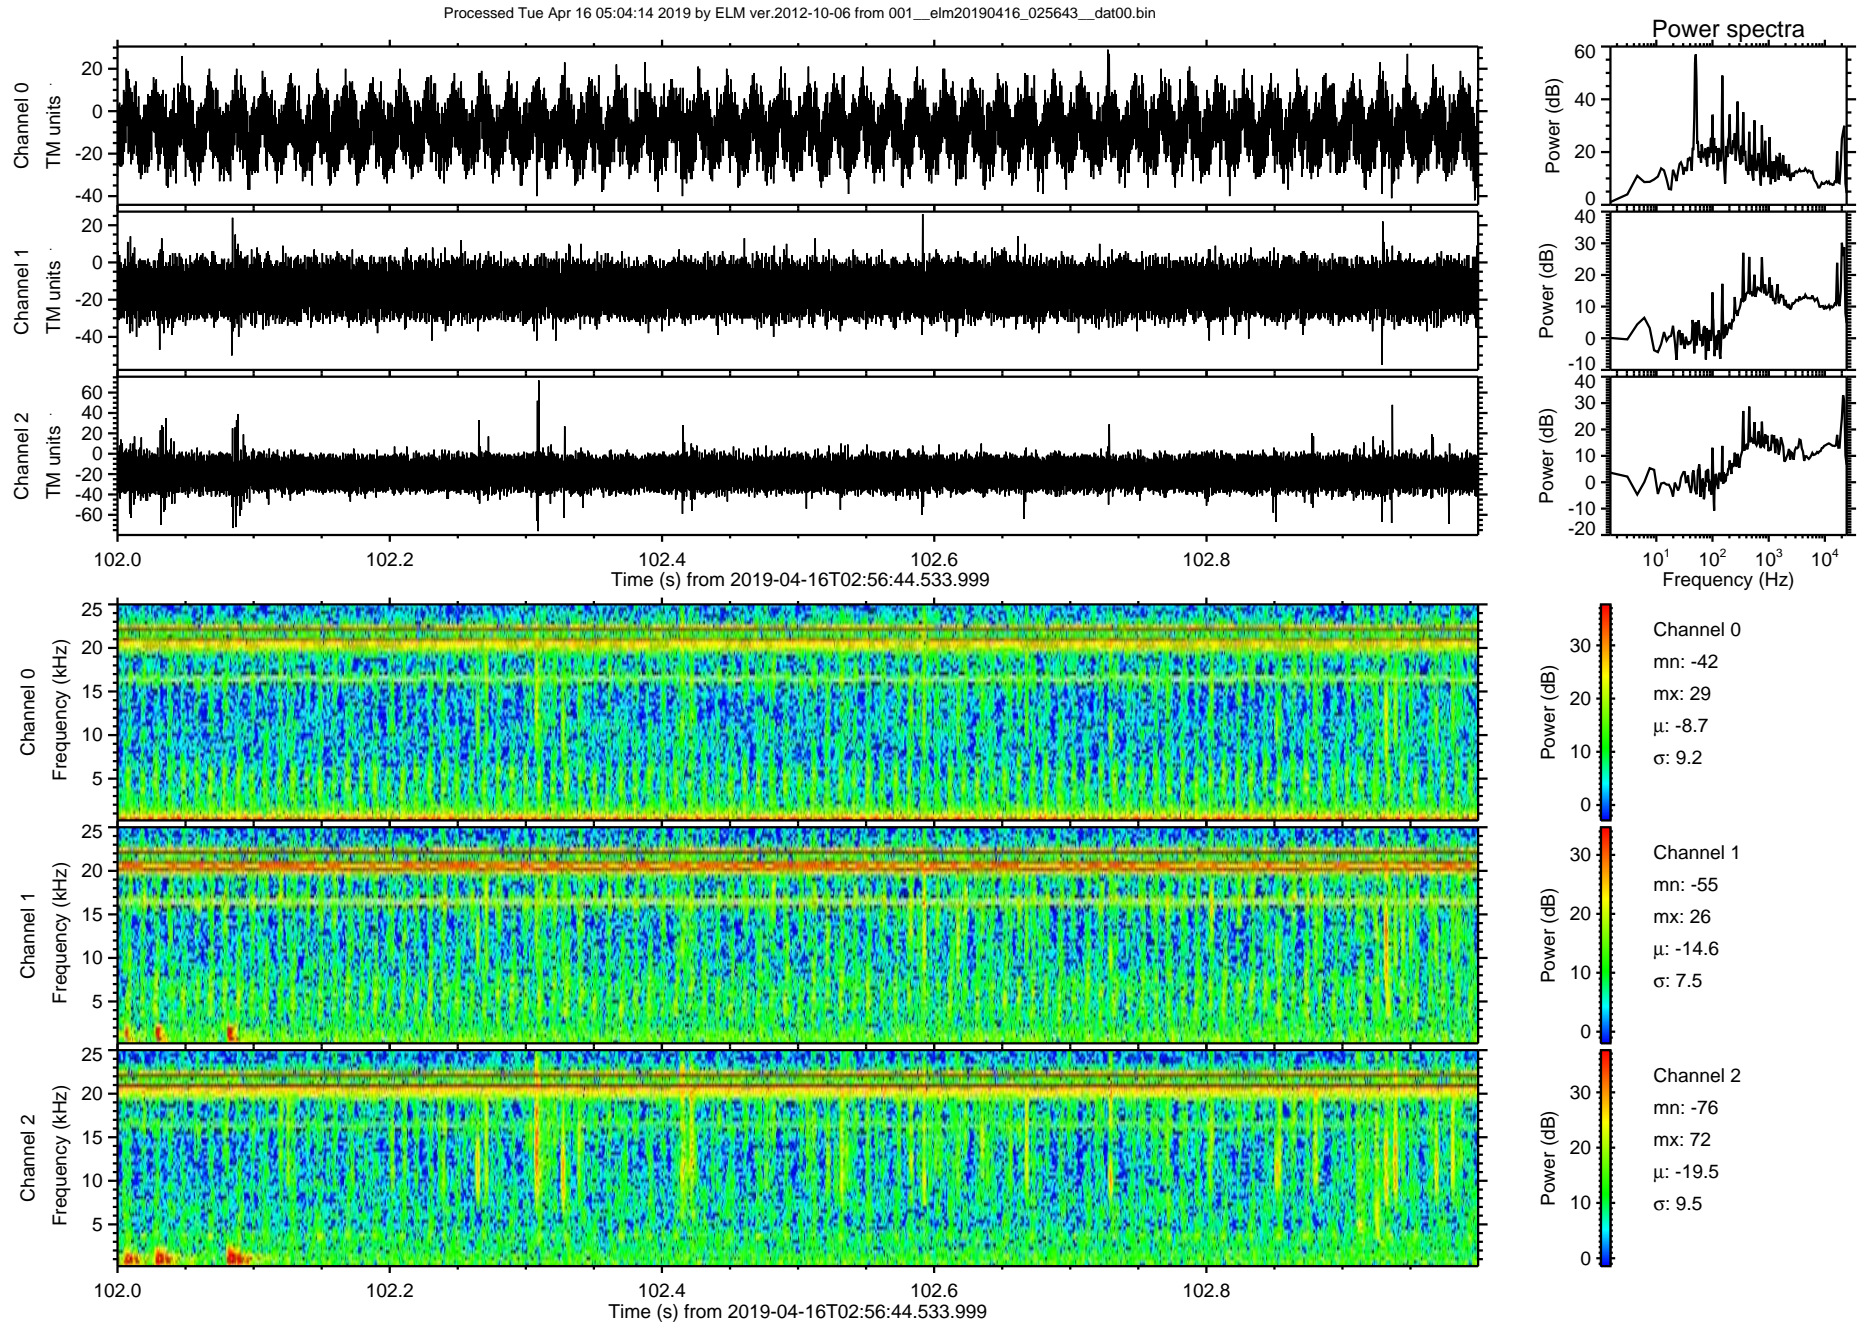 Processed Tue Apr 16 05:04:14 2019 by ELM ver.2012-10-06 from 001__elm20190416_025643__dat00.bin
Power spectra
Channel 0
TM units
20
0
-20
-40
Power (dB)
60
40
20
0
Channel 1
TM units
20
0
-20
-40
Power (dB)
40
30
20
10
0
-10
Channel 2
TM units
60
40
20
0
-20
-40
-60
Power (dB)
40
30
20
10
0
-10
-20
102.0 102.2 102.4 102.6 102.8
Time (s) from 2019-04-16T02:56:44.533.999
10¹ 10² 10³ 10⁴
Frequency (Hz)
Channel 0
Frequency (kHz)
25
20
15
10
5
Power (dB)
30
20
10
0
Channel 0
mn: -42
mx: 29
μ: -8.7
σ: 9.2
Channel 1
Frequency (kHz)
25
20
15
10
5
Power (dB)
30
20
10
0
Channel 1
mn: -55
mx: 26
μ: -14.6
σ: 7.5
Channel 2
Frequency (kHz)
25
20
15
10
5
Power (dB)
30
20
10
0
Channel 2
mn: -76
mx: 72
μ: -19.5
σ: 9.5
102.0 102.2 102.4 102.6 102.8
Time (s) from 2019-04-16T02:56:44.533.999